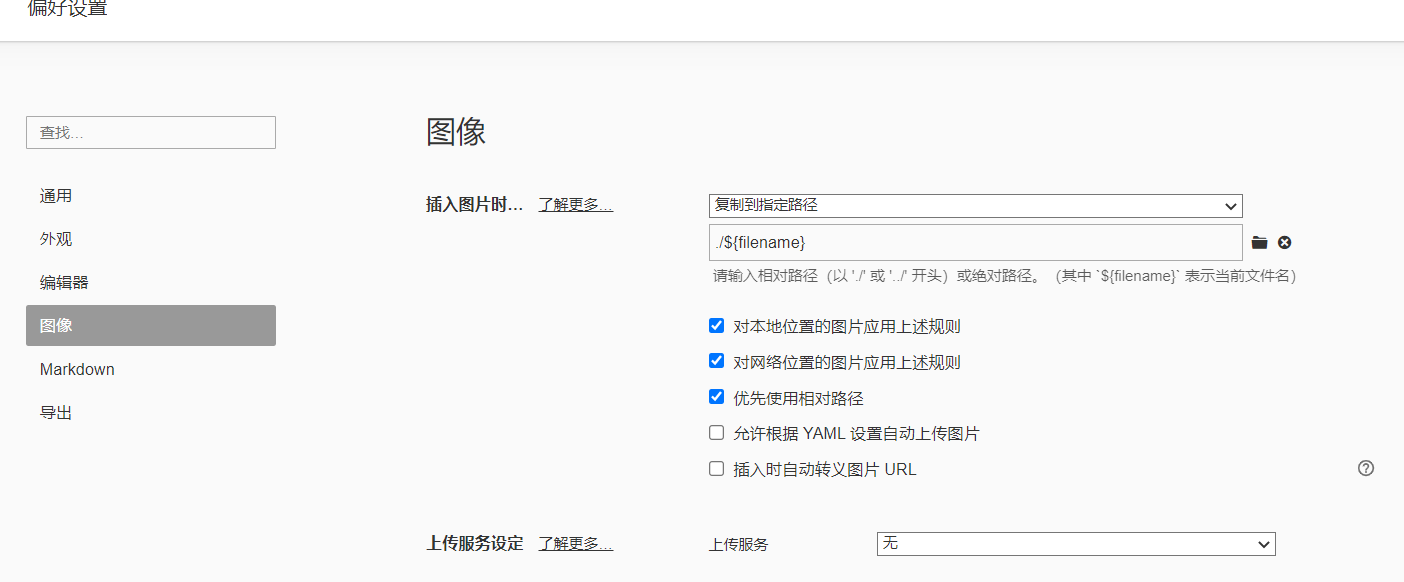 偏好设置
查找...
图像
插入图片时... 了解更多... 复制到指定路径
通用
./${filename}
外观
请输入相对路径（以 './' 或 '../' 开头）或绝对路径。（其中 `${filename}` 表示当前文件名）
编辑器
图像
对本地位置的图片应用上述规则
Markdown
对网络位置的图片应用上述规则
导出
优先使用相对路径
允许根据 YAML 设置自动上传图片
插入时自动转义图片 URL
上传服务设定 了解更多... 上传服务 无